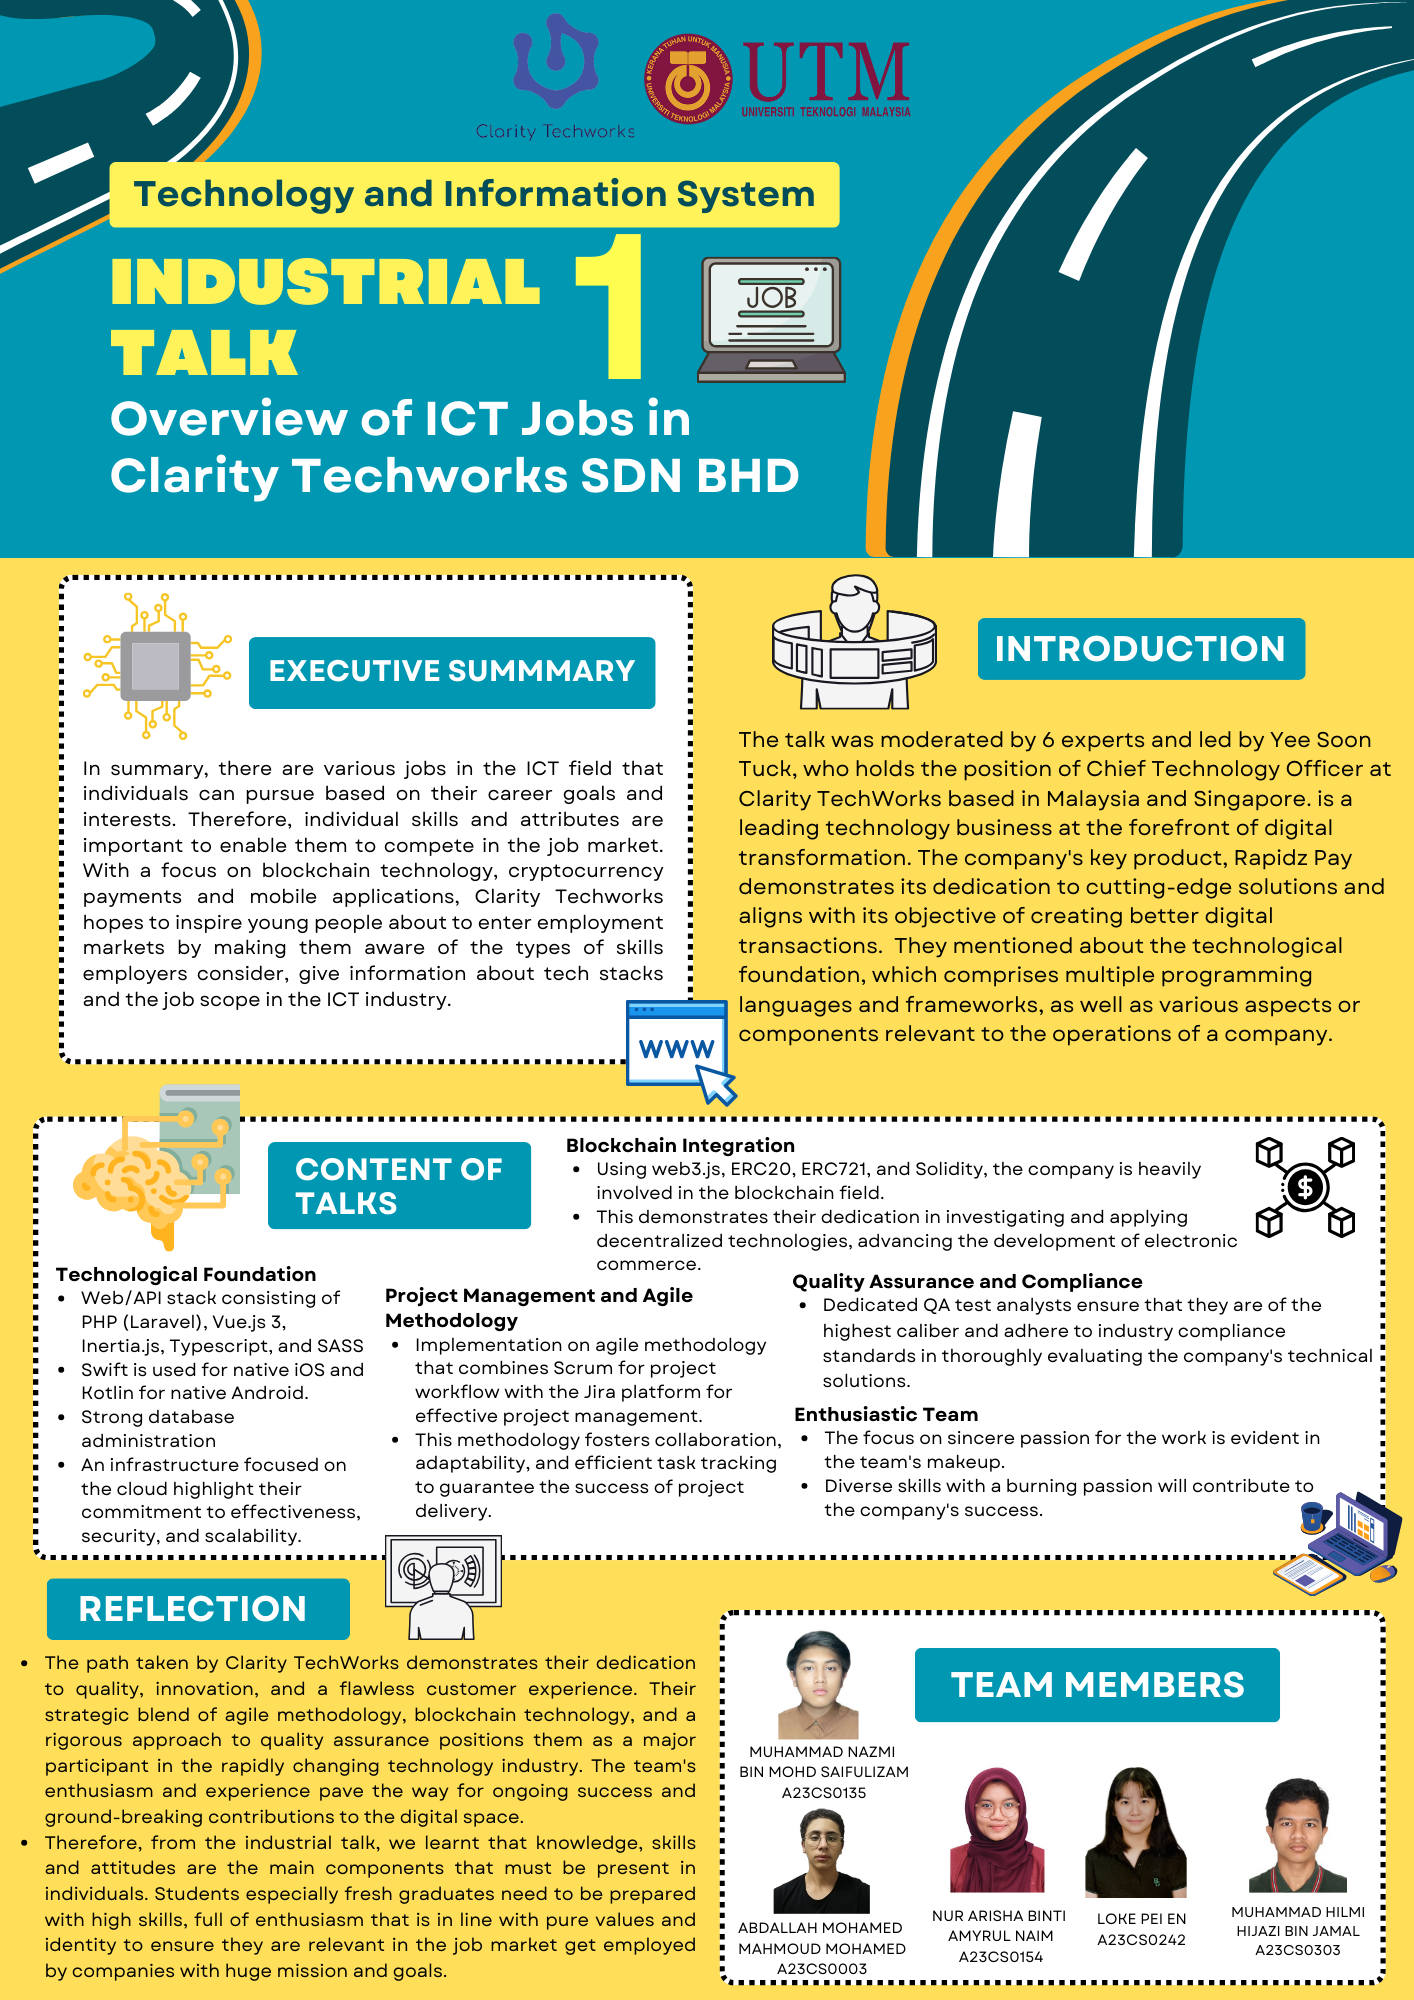 Clarity Techworks
KERANA TUHAN UNTUK MANUSIA
UNIVERSITI TEKNOLOGI MALAYSIA
UTM
UNIVERSITI TEKNOLOGI MALAYSIA
Technology and Information System
INDUSTRIAL
TALK
1
JOB
Overview of ICT Jobs in
Clarity Techworks SDN BHD
EXECUTIVE SUMMMARY
In summary, there are various jobs in the ICT field that
individuals can pursue based on their career goals and
interests. Therefore, individual skills and attributes are
important to enable them to compete in the job market.
With a focus on blockchain technology, cryptocurrency
payments and mobile applications, Clarity Techworks
hopes to inspire young people about to enter employment
markets by making them aware of the types of skills
employers consider, give information about tech stacks
and the job scope in the ICT industry.
WWW
INTRODUCTION
The talk was moderated by 6 experts and led by Yee Soon
Tuck, who holds the position of Chief Technology Officer at
Clarity TechWorks based in Malaysia and Singapore. is a
leading technology business at the forefront of digital
transformation. The company's key product, Rapidz Pay
demonstrates its dedication to cutting-edge solutions and
aligns with its objective of creating better digital
transactions.  They mentioned about the technological
foundation, which comprises multiple programming
languages and frameworks, as well as various aspects or
components relevant to the operations of a company.
CONTENT OF
TALKS
Technological Foundation
• Web/API stack consisting of
PHP (Laravel), Vue.js 3,
Inertia.js, Typescript, and SASS
• Swift is used for native iOS and
Kotlin for native Android.
• Strong database
administration
• An infrastructure focused on
the cloud highlight their
commitment to effectiveness,
security, and scalability.
Blockchain Integration
• Using web3.js, ERC20, ERC721, and Solidity, the company is heavily
involved in the blockchain field.
• This demonstrates their dedication in investigating and applying
decentralized technologies, advancing the development of electronic
commerce.
$
Project Management and Agile
Methodology
• Implementation on agile methodology
that combines Scrum for project
workflow with the Jira platform for
effective project management.
• This methodology fosters collaboration,
adaptability, and efficient task tracking
to guarantee the success of project
delivery.
Quality Assurance and Compliance
• Dedicated QA test analysts ensure that they are of the
highest caliber and adhere to industry compliance
standards in thoroughly evaluating the company's technical
solutions.
Enthusiastic Team
• The focus on sincere passion for the work is evident in
the team's makeup.
• Diverse skills with a burning passion will contribute to
the company's success.
REFLECTION
• The path taken by Clarity TechWorks demonstrates their dedication
to quality, innovation, and a flawless customer experience. Their
strategic blend of agile methodology, blockchain technology, and a
rigorous approach to quality assurance positions them as a major
participant in the rapidly changing technology industry. The team's
enthusiasm and experience pave the way for ongoing success and
ground-breaking contributions to the digital space.
• Therefore, from the industrial talk, we learnt that knowledge, skills
and attitudes are the main components that must be present in
individuals. Students especially fresh graduates need to be prepared
with high skills, full of enthusiasm that is in line with pure values and
identity to ensure they are relevant in the job market get employed
by companies with huge mission and goals.
TEAM MEMBERS
MUHAMMAD NAZMI
BIN MOHD SAIFULIZAM
A23CS0135
ABDALLAH MOHAMED
MAHMOUD MOHAMED
A23CS0003
NUR ARISHA BINTI
AMYRUL NAIM
A23CS0154
LOKE PEI EN
A23CS0242
MUHAMMAD HILMI
HIJAZI BIN JAMAL
A23CS0303